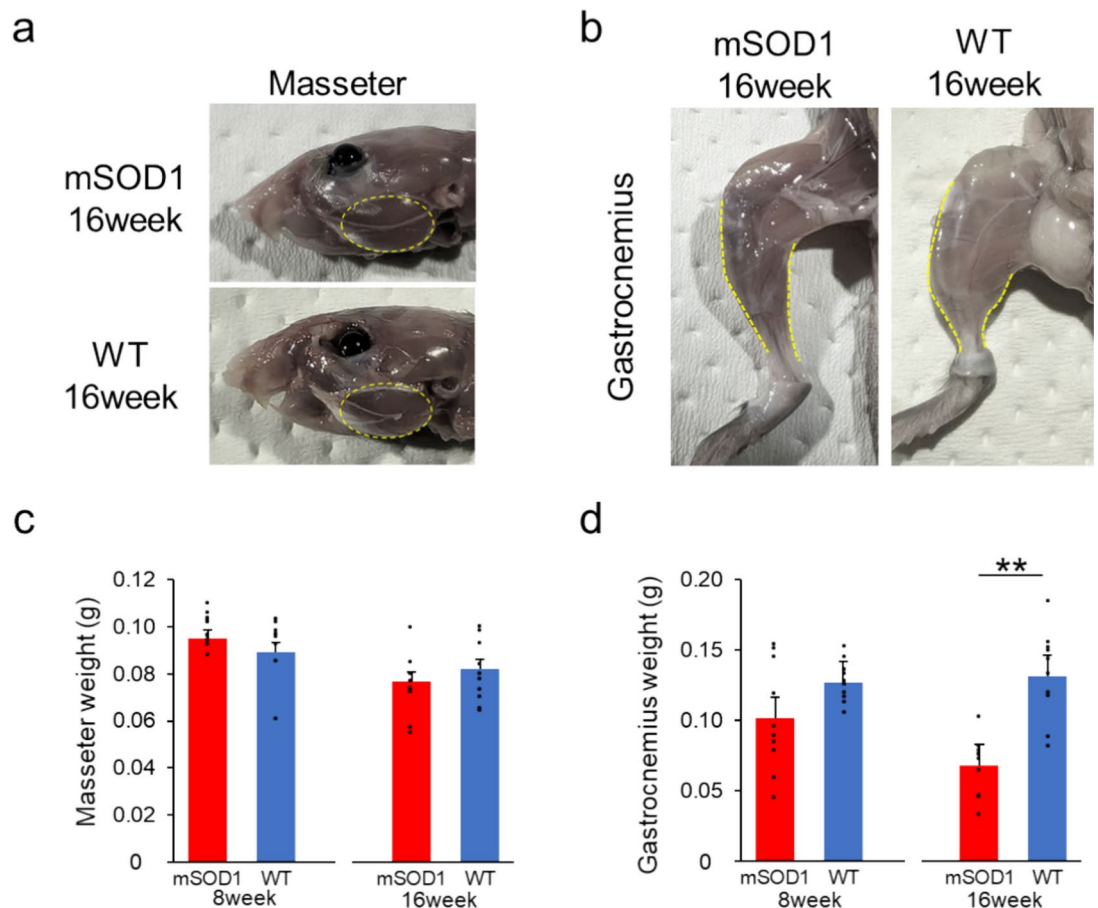 a
Masseter
mSOD1
16week
WT
16week
b
mSOD1
16week
WT
16week
Gastrocnemius
c
Masseter weight (g)
0.12
0.10
0.08
0.06
0.04
0.02
0
mSOD1 WT
8week
mSOD1 WT
16week
d
Gastrocnemius weight (g)
0.20
0.15
0.10
0.05
0
**
mSOD1 WT
8week
mSOD1 WT
16week